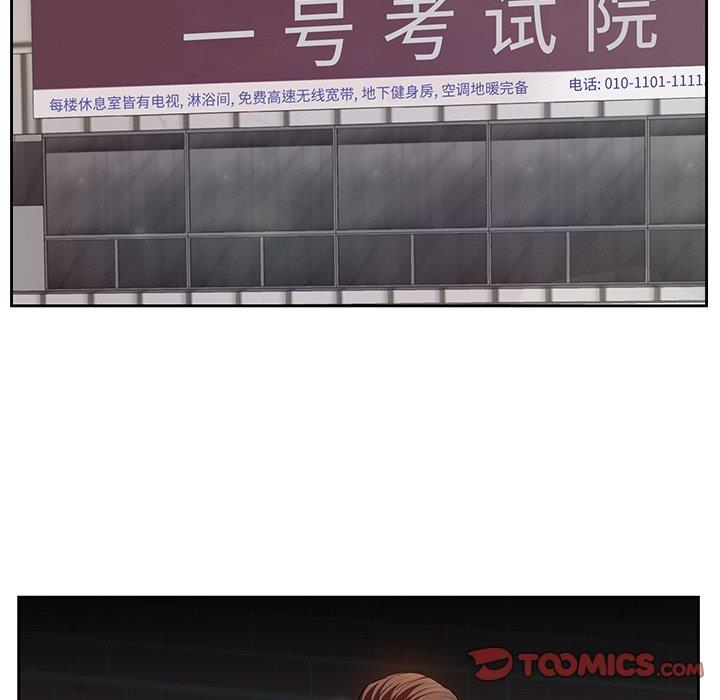 一号考试院
每楼休息室皆有电视, 淋浴间, 免费高速无线宽带, 地下健身房, 空调地暖完备
电话: 010-1101-1111
TOOMICS.COM